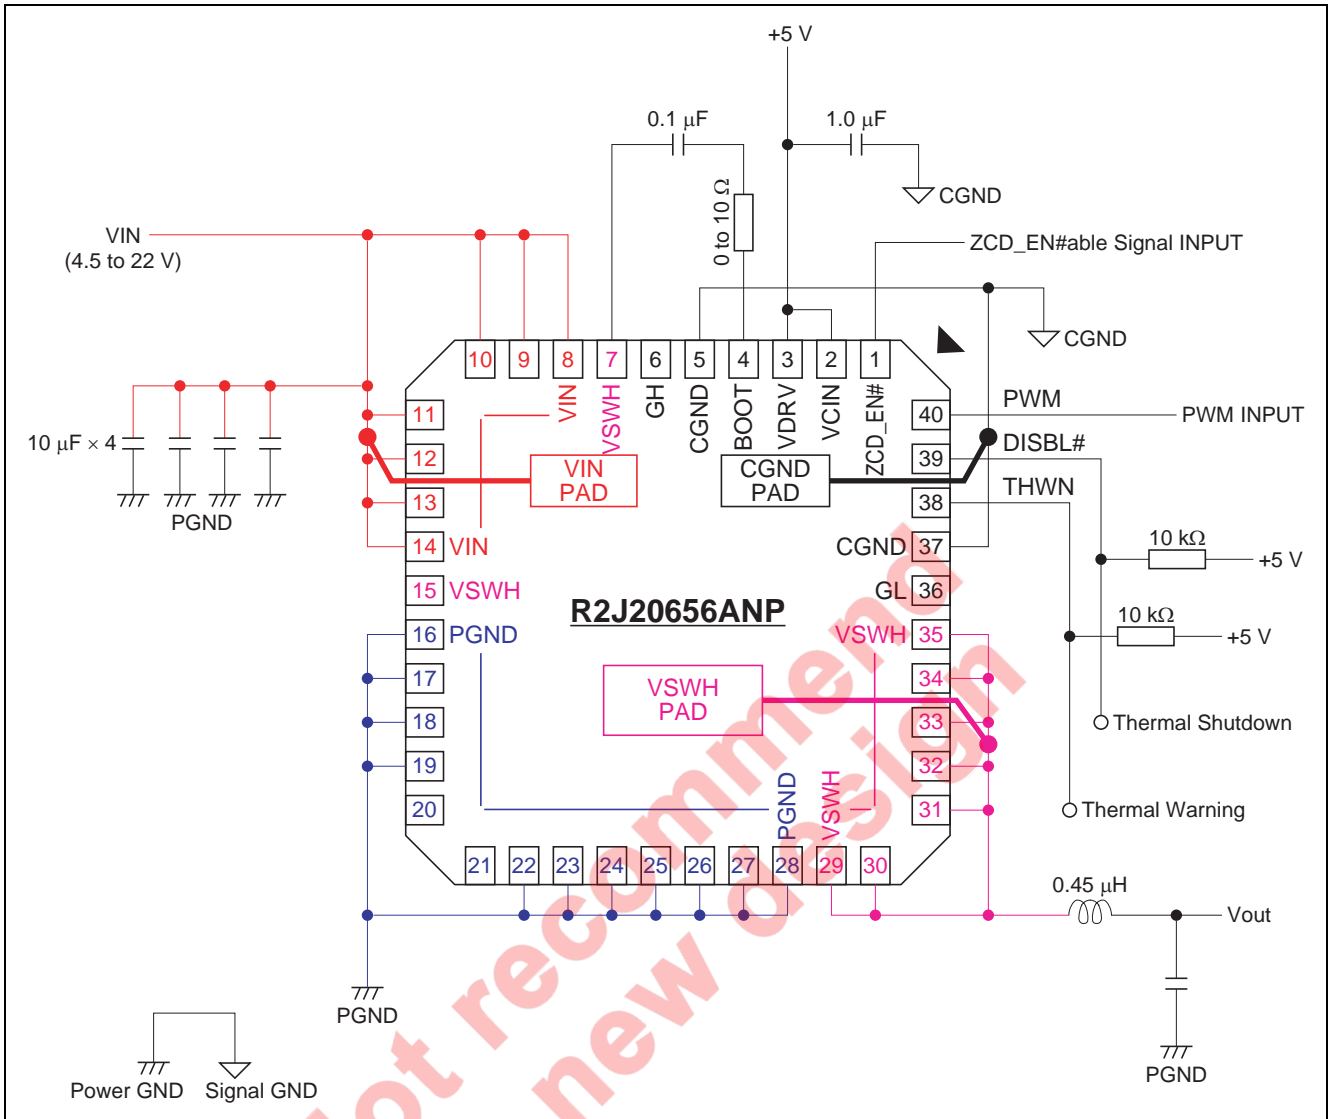 +5 V
0.1 μF
1.0 μF
CGND
0 to 10 Ω
VIN
(4.5 to 22 V)
ZCD_EN#able Signal INPUT
CGND
10
9
8
7
6
5
4
3
2
1
VIN
VSWH
GH
CGND
BOOT
VDRV
VCIN
ZCD_EN#
10 μF × 4
PGND
11
12
13
14
VIN
15
VSWH
16
PGND
17
18
19
20
VIN
PAD
CGND
PAD
R2J20656ANP
VSWH
PAD
40
PWM
PWM INPUT
39
DISBL#
38
THWN
CGND
37
GL
36
VSWH
35
34
33
32
31
10 kΩ
+5 V
10 kΩ
+5 V
Thermal Shutdown
Thermal Warning
PGND
VSWH
21
22
23
24
25
26
27
28
29
30
0.45 μH
Vout
PGND
PGND
Power GND
Signal GND
Not recommend
new design